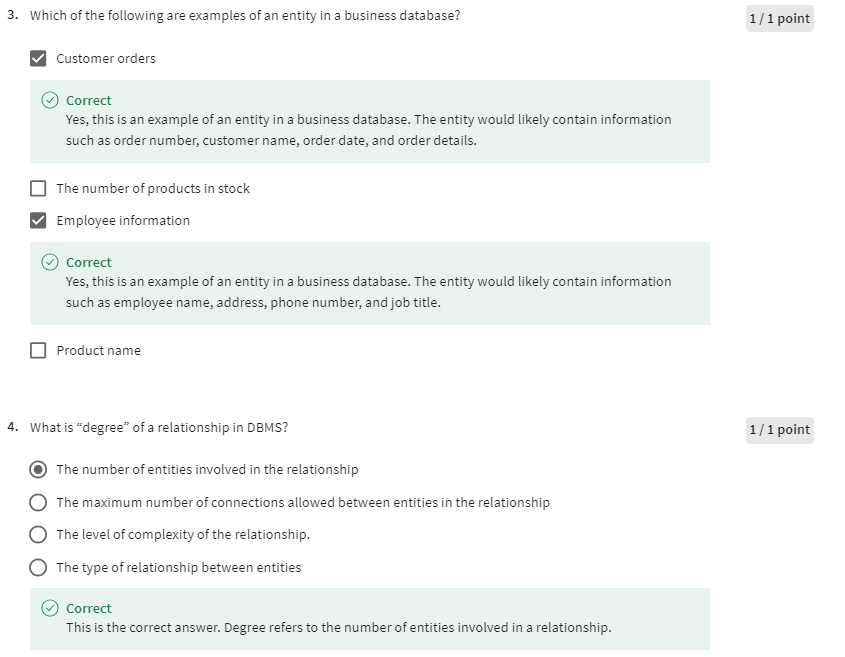 3. Which of the following are examples of an entity in a business database?
1 / 1 point
Customer orders
Correct
Yes, this is an example of an entity in a business database. The entity would likely contain information
such as order number, customer name, order date, and order details.
The number of products in stock
Employee information
Correct
Yes, this is an example of an entity in a business database. The entity would likely contain information
such as employee name, address, phone number, and job title.
Product name
4. What is “degree” of a relationship in DBMS?
1 / 1 point
The number of entities involved in the relationship
The maximum number of connections allowed between entities in the relationship
The level of complexity of the relationship.
The type of relationship between entities
Correct
This is the correct answer. Degree refers to the number of entities involved in a relationship.